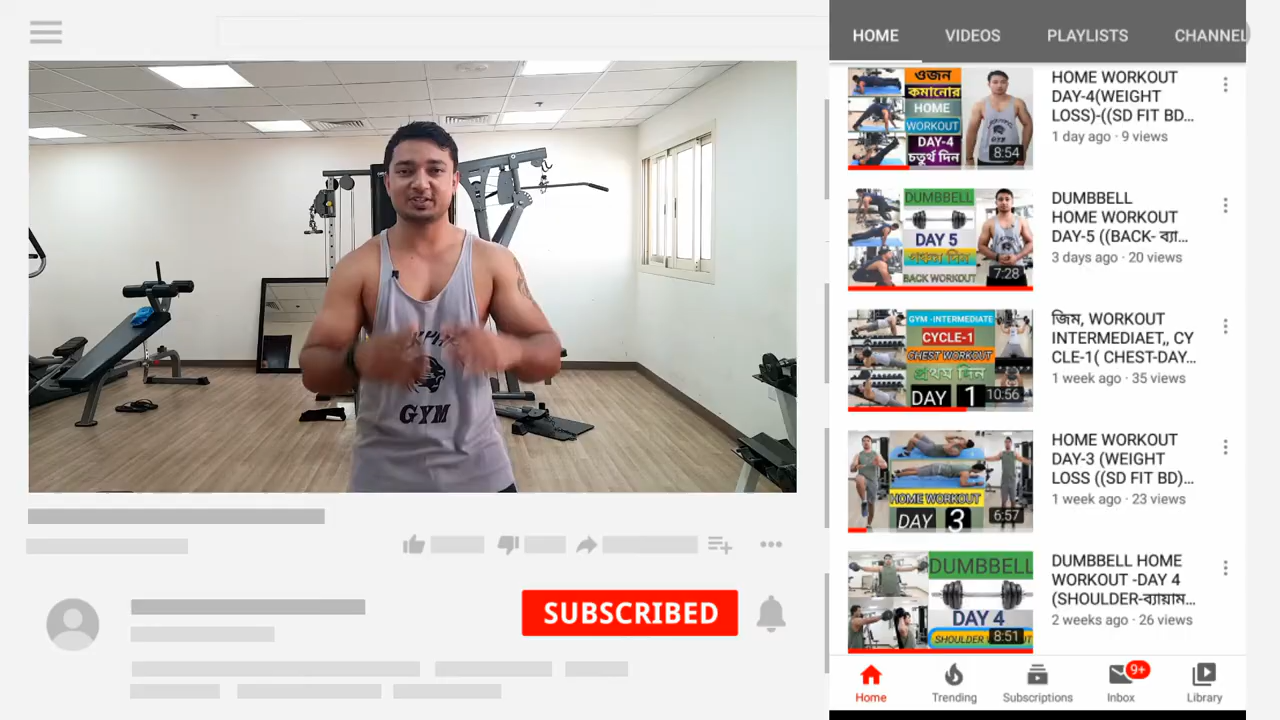 GYM
SUBSCRIBED
HOME
VIDEOS
PLAYLISTS
CHANNEL
ওজন
কমানোর
HOME
WORKOUT
DAY-4
চতুর্থ দিন
8:54
HOME WORKOUT
DAY-4(WEIGHT
LOSS)-((SD FIT BD...
1 day ago · 9 views
DUMBBELL
DAY 5
পঞ্চম দিন
BACK WORKOUT
7:28
DUMBBELL
HOME WORKOUT
DAY-5 ((BACK- ব্যা...
3 days ago · 20 views
GYM -INTERMEDIATE
CYCLE-1
CHEST WORKOUT
প্রথম দিন
DAY 1
10:56
জিম, WORKOUT
INTERMEDIAET,, CY
CLE-1( CHEST-DAY...
1 week ago · 35 views
HOME WORKOUT
DAY 3
6:57
HOME WORKOUT
DAY-3 (WEIGHT
LOSS ((SD FIT BD)...
1 week ago · 23 views
DUMBBELL
DAY 4
SHOULDER
8:51
DUMBBELL HOME
WORKOUT -DAY 4
(SHOULDER-ব্যায়াম...
2 weeks ago · 26 views
9+
Home
Trending
Subscriptions
Inbox
Library